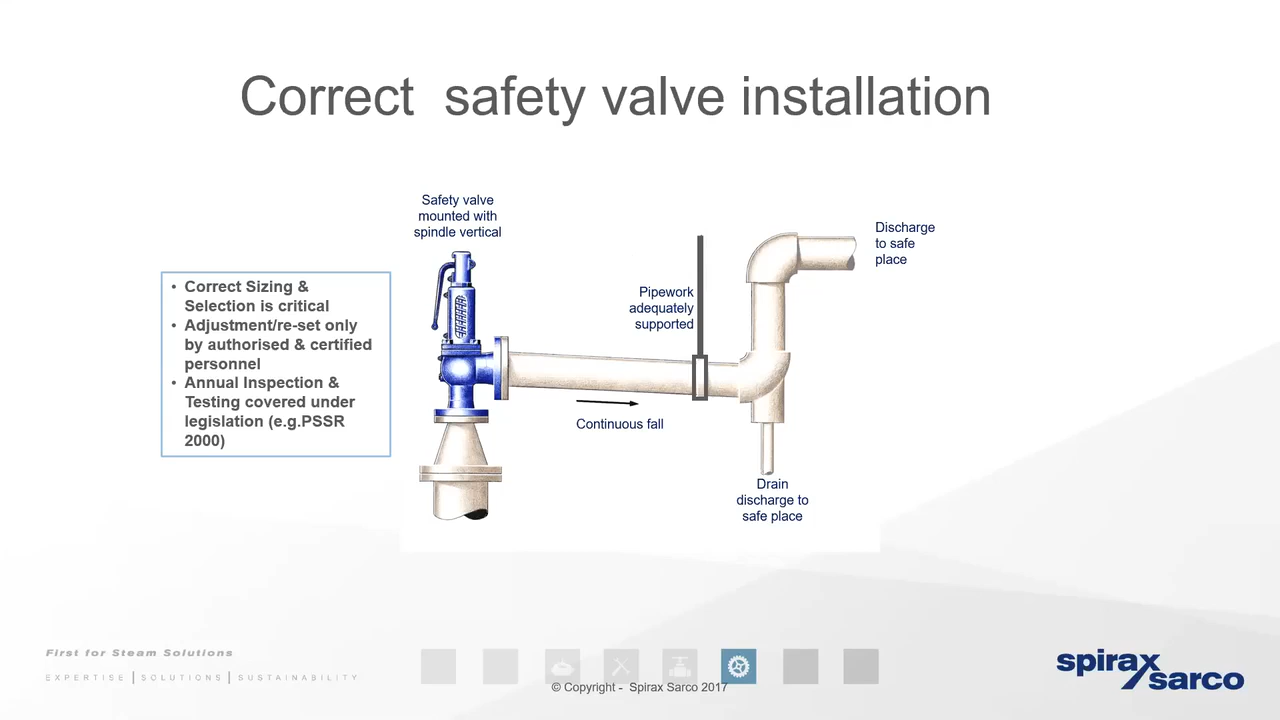 Correct  safety valve installation
Safety valve
mounted with
spindle vertical
Discharge
to safe
place
• Correct Sizing &
Selection is critical
• Adjustment/re-set only
by authorised & certified
personnel
• Annual Inspection &
Testing covered under
legislation (e.g.PSSR
2000)
Pipework
adequately
supported
Continuous fall
Drain
discharge to
safe place
First for Steam Solutions
EXPERTISE | SOLUTIONS | SUSTAINABILITY
© Copyright -  Spirax Sarco 2017
spirax
sarco